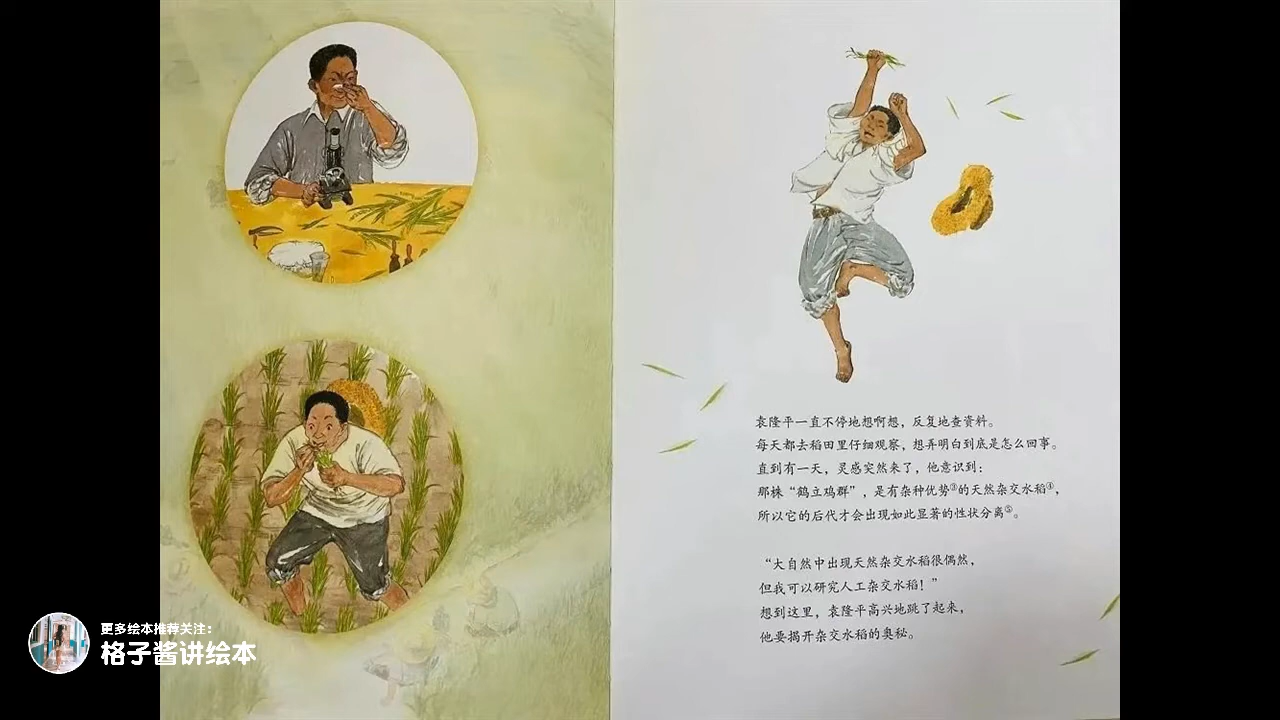 袁隆平一直不停地想啊想，反复地查资料。
每天都去稻田里仔细观察，想弄明白到底是怎么回事。
直到有一天，灵感突然来了，他意识到：
那株“鹤立鸡群”，是有杂种优势③的天然杂交水稻④，
所以它的后代才会出现如此显著的性状分离⑤。
“大自然中出现天然杂交水稻很偶然，
但我可以研究人工杂交水稻！”
想到这里，袁隆平高兴地跳了起来，
他要揭开杂交水稻的奥秘。
更多绘本推荐关注：
格子酱讲绘本